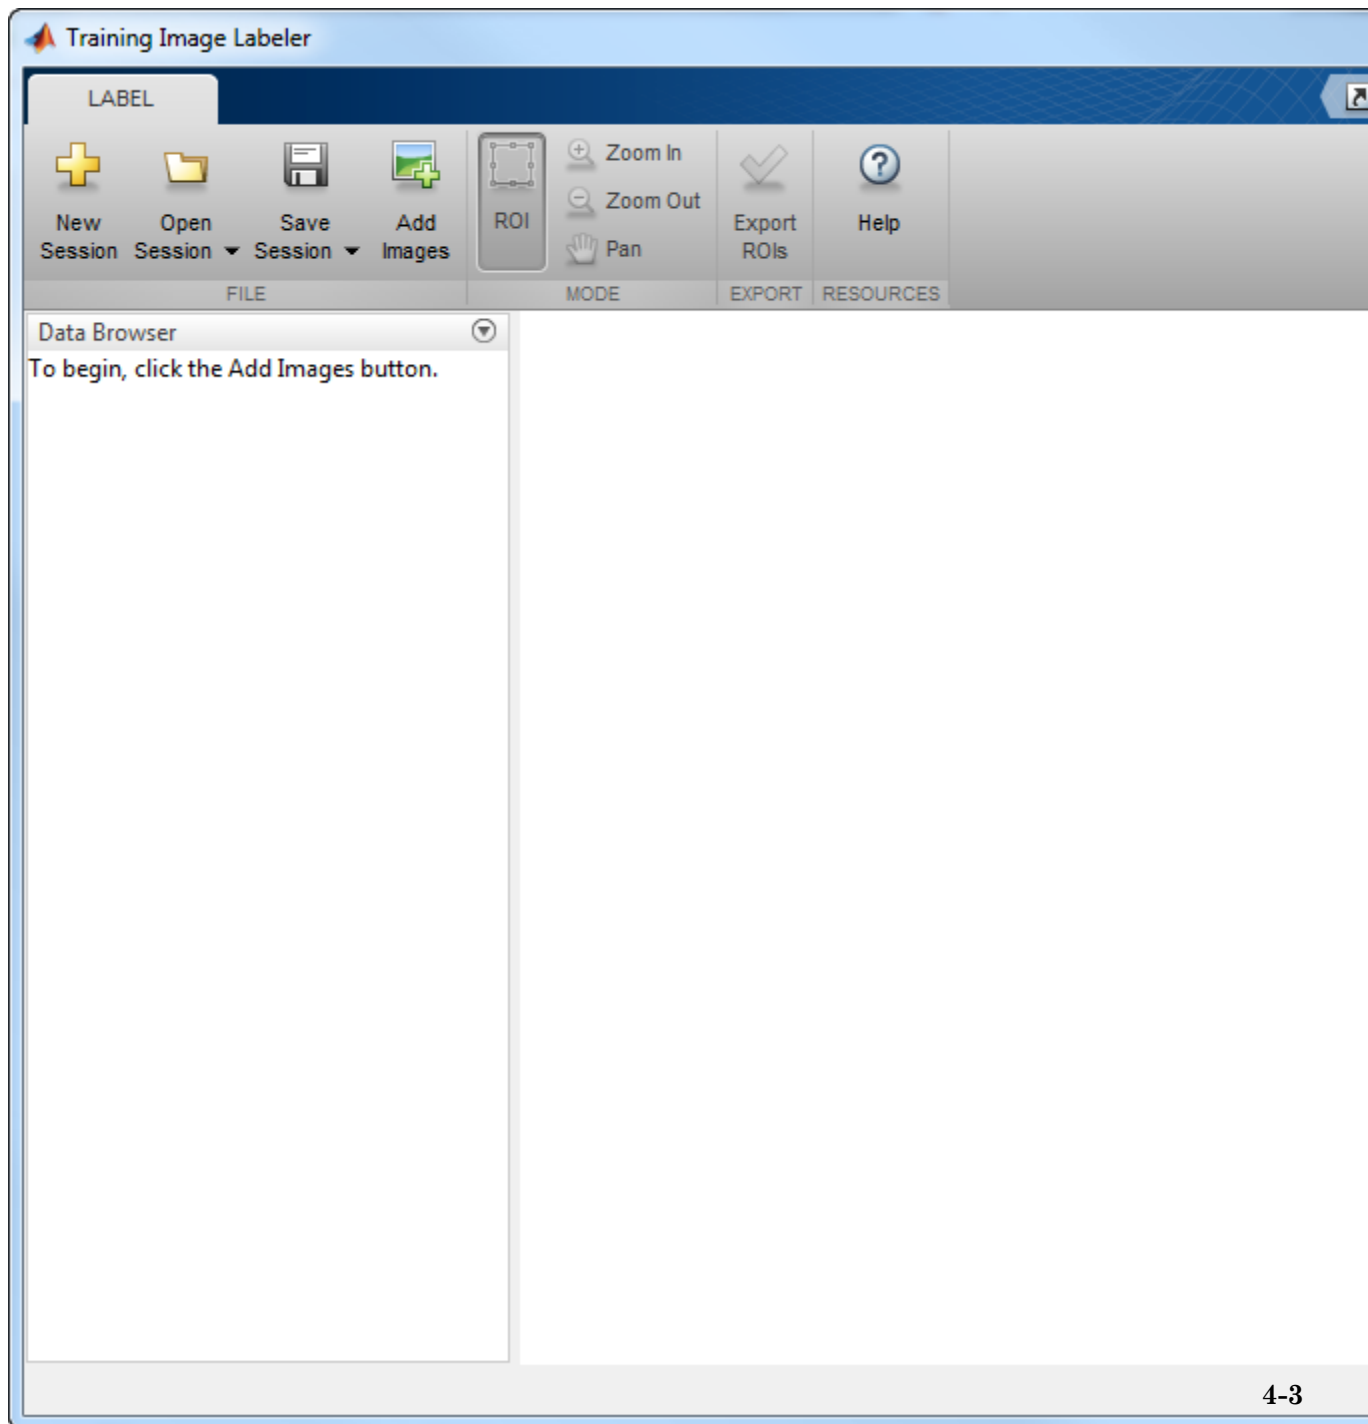 Training Image Labeler
LABEL
New Session
Open Session
Save Session
Add Images
ROI
Zoom In
Zoom Out
Pan
Export ROIs
Help
FILE
MODE
EXPORT
RESOURCES
Data Browser
To begin, click the Add Images button.
4-3